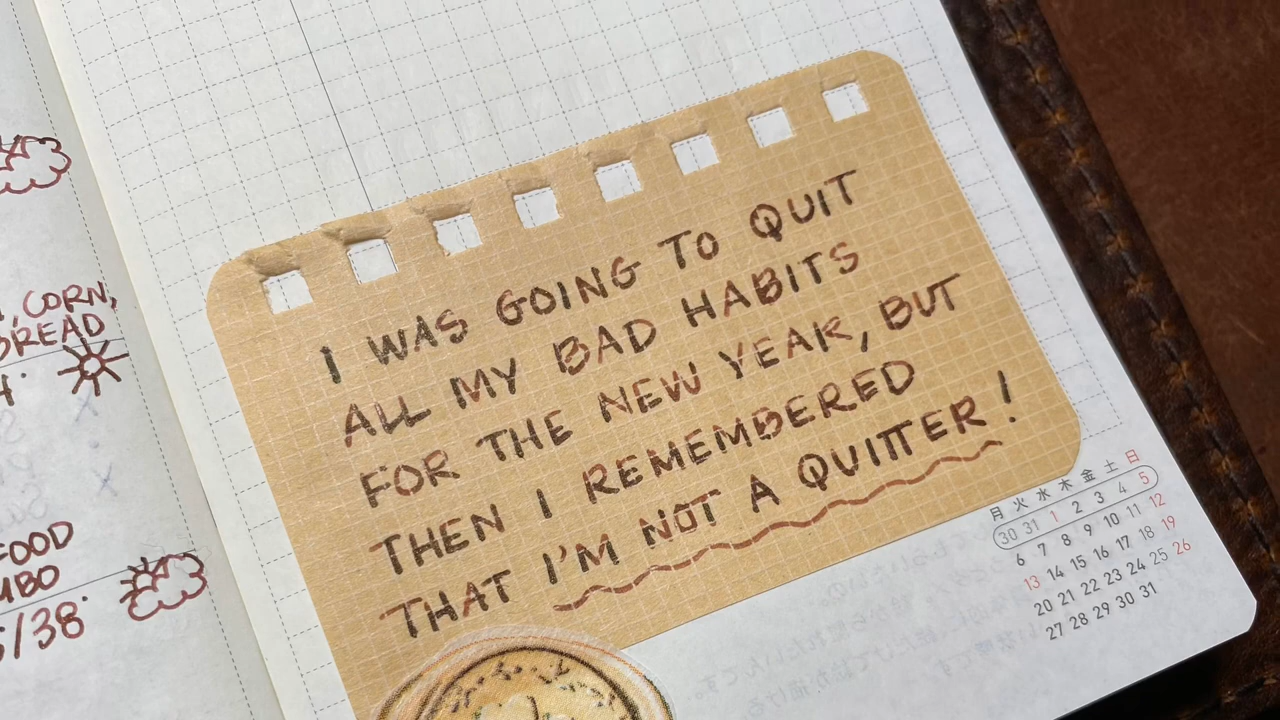 CORN,
BREAD
FOOD
/38°
I WAS GOING TO QUIT
ALL MY BAD HABITS
FOR THE NEW YEAR, BUT
THEN I REMEMBERED
THAT I'M NOT A QUITTER!
月 火 水 木 金 土 日
30 31 1 2 3 4 5
6 7 8 9 10 11 12
13 14 15 16 17 18 19
20 21 22 23 24 25 26
27 28 29 30 31